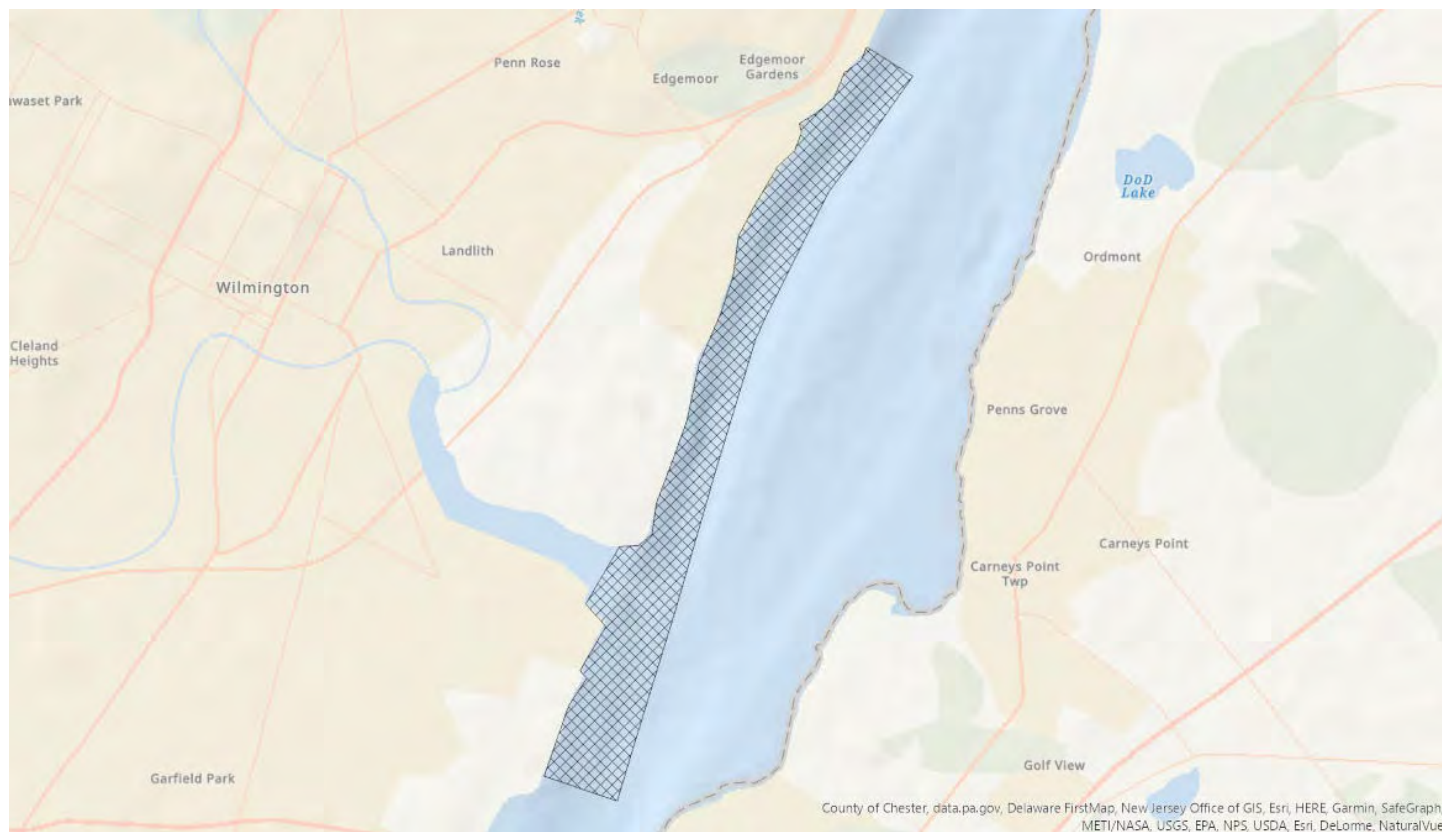 ek
Penn Rose
Edgemoor
Gardens
Edgemoor
awaset Park
DoD
Lake
Landlith
Ordmont
Wilmington
Cleland
Heights
Penns Grove
Carneys Point
Carneys Point
Twp
Golf View
Garfield Park
County of Chester, data.pa.gov, Delaware FirstMap, New Jersey Office of GIS, Esri, HERE, Garmin, SafeGraph,
METI/NASA, USGS, EPA, NPS, USDA, Esri, DeLorme, NaturalVue